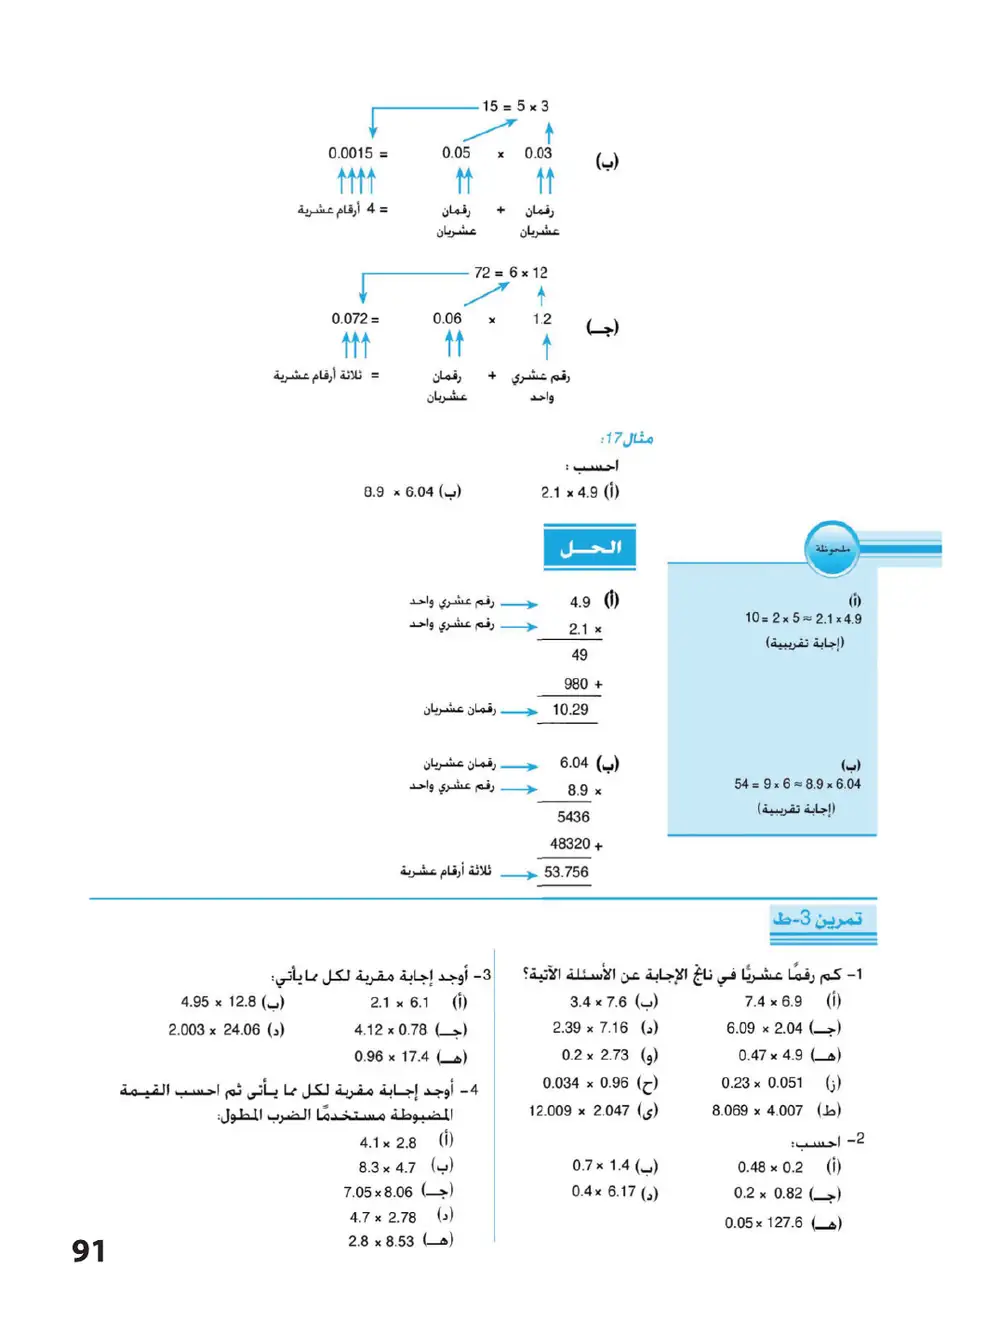 15 = 5 × 3
(ب) 0.03 × 0.05 = 0.0015
رقمان + رقمان = 4 أرقام عشرية
عشريان عشريان
72 = 6 × 12
(جـ) 1.2 × 0.06 = 0.072
رقم عشري + رقمان = ثلاثة أرقام عشرية
واحد عشريان
مثال 17:
احسب :
(أ) 2.1 × 4.9 (ب) 8.9 × 6.04
الحـــل
(أ) 4.9 رقم عشري واحد
2.1 × رقم عشري واحد
49
980 +
10.29 رقمان عشريان
(ب) 6.04 رقمان عشريان
8.9 × رقم عشري واحد
5436
48320 +
53.756 ثلاثة أرقام عشرية
ملحوظة
(أ)
10 = 2 × 5 ≈ 2.1 × 4.9
(إجابة تقريبية)
(ب)
54 = 9 × 6 ≈ 8.9 × 6.04
(إجابة تقريبية)
تمرين 3-ط
1- كم رقمًا عشريًا في ناتج الإجابة عن الأسئلة الآتية؟
(أ) 7.4 × 6.9 (ب) 3.4 × 7.6
(جـ) 6.09 × 2.04 (د) 2.39 × 7.16
(هـ) 0.47 × 4.9 (و) 0.2 × 2.73
(ز) 0.23 × 0.051 (ح) 0.034 × 0.96
(ط) 8.069 × 4.007 (ي) 12.009 × 2.047
2- احسب:
(أ) 0.48 × 0.2 (ب) 0.7 × 1.4
(جـ) 0.2 × 0.82 (د) 0.4 × 6.17
(هـ) 0.05 × 127.6
3- أوجد إجابة مقربة لكل مما يأتي:
(أ) 2.1 × 6.1 (ب) 4.95 × 12.8
(جـ) 4.12 × 0.78 (د) 2.003 × 24.06
(هـ) 0.96 × 17.4
4- أوجد إجـابة مقربة لكل مما يـأتي ثم احسب القيـمة
المضبوطة مستخدمًا الضرب المطول:
(أ) 4.1 × 2.8
(ب) 8.3 × 4.7
(جـ) 7.05 × 8.06
(د) 4.7 × 2.78
(هـ) 2.8 × 8.53
91